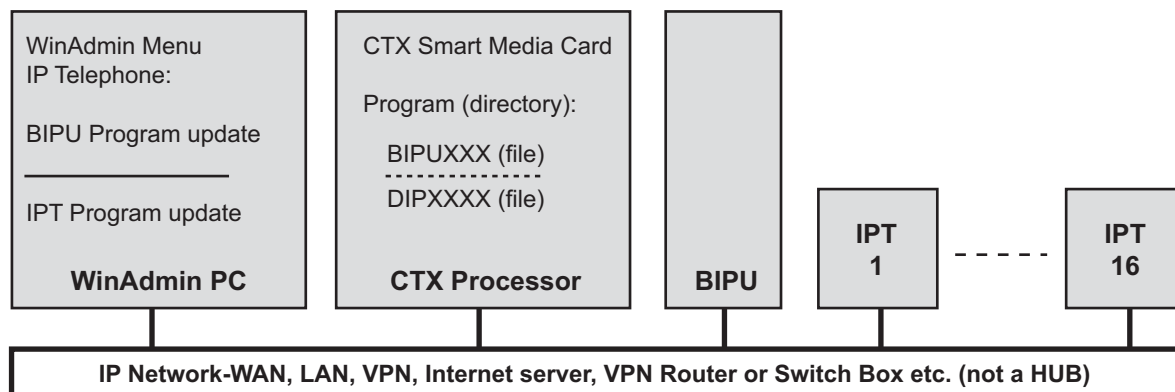 WinAdmin Menu
IP Telephone:
BIPU Program update
IPT Program update
WinAdmin PC
CTX Smart Media Card
Program (directory):
BIPUXXX (file)
DIPXXXX (file)
CTX Processor
BIPU
IPT
1
IPT
16
IP Network-WAN, LAN, VPN, Internet server, VPN Router or Switch Box etc. (not a HUB)